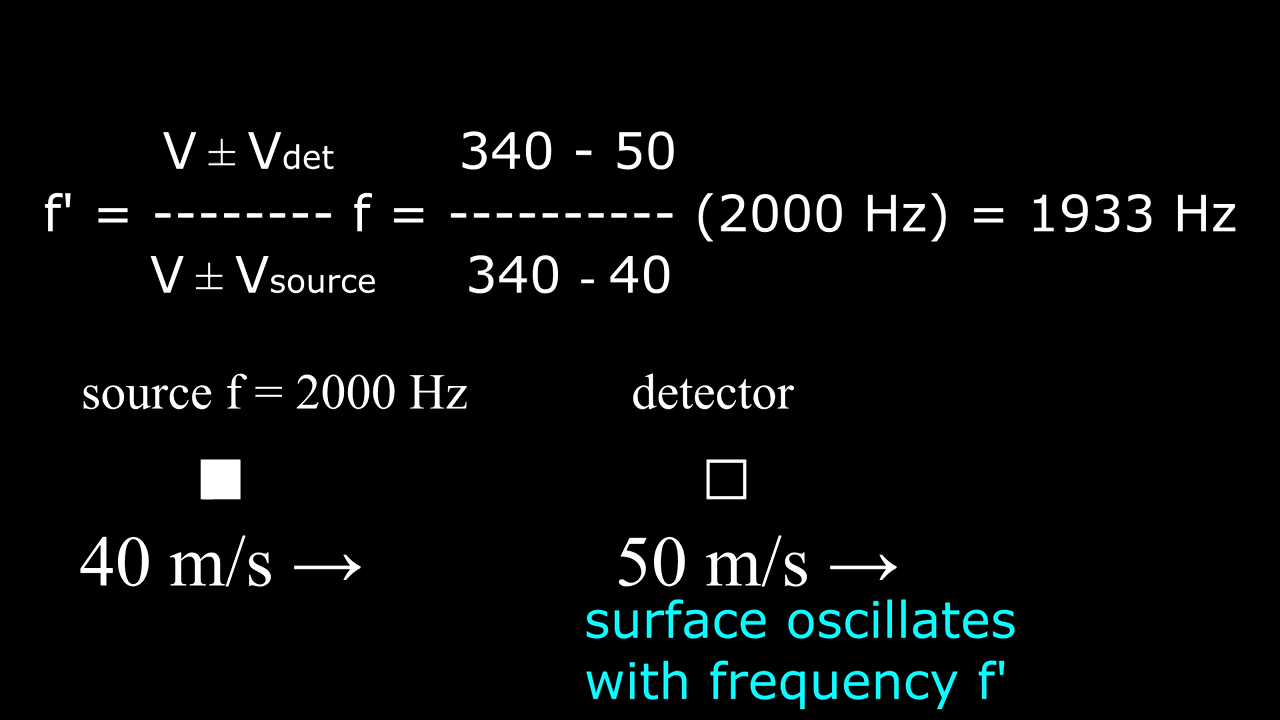 V ± Vdet 340 - 50
f' = -------- f = ---------- (2000 Hz) = 1933 Hz
V ± Vsource 340 - 40
source f = 2000 Hz detector
40 m/s → 50 m/s →
surface oscillates
with frequency f'